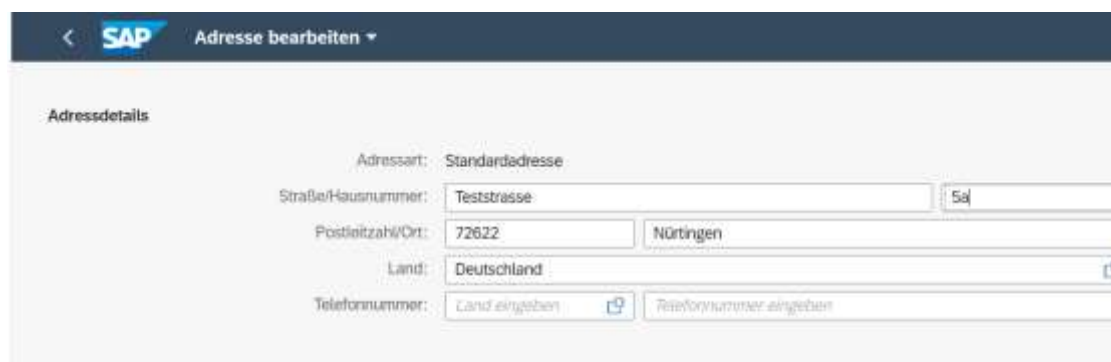 SAP Adresse bearbeiten
Adressdetails
Adressart: Standardadresse
Straße/Hausnummer: Teststrasse 5a
Postleitzahl/Ort: 72622 Nürtingen
Land: Deutschland
Telefonnummer: Land eingeben Telefonnummer eingeben